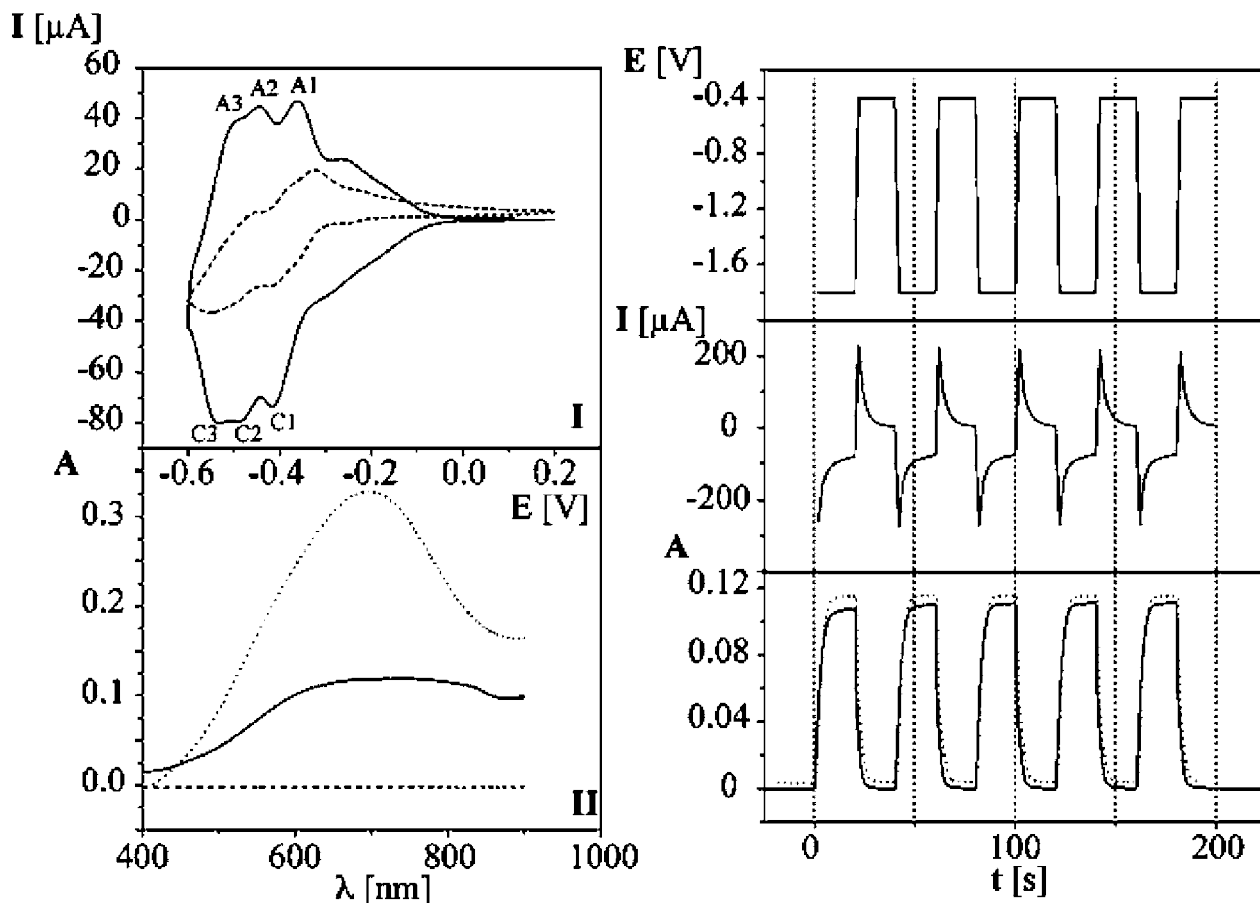 I [µA]
60
40
20
0
-20
-40
-60
-80
A3 A2 A1
C3 C2 C1
I
-0.6 -0.4 -0.2 0.0 0.2
E [V]
A
0.3
0.2
0.1
0.0
II
400 600 800 1000
λ [nm]
E [V]
-0.4
-0.8
-1.2
-1.6
I [µA]
200
0
-200
A
0.12
0.08
0.04
0
0 100 200
t [s]